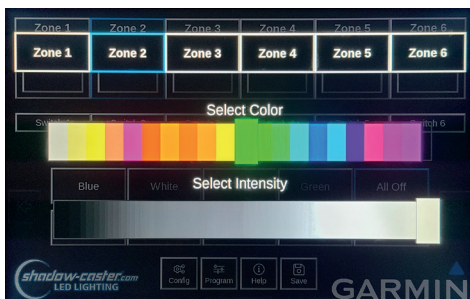 Zone 1 Zone 2 Zone 3 Zone 4 Zone 5 Zone 6
Zone 1 Zone 2 Zone 3 Zone 4 Zone 5 Zone 6
Select Color
Switch 6
Blue White Green All Off
Select Intensity
shadow-caster.com
LED LIGHTING
Config Program Help Save
GARMIN